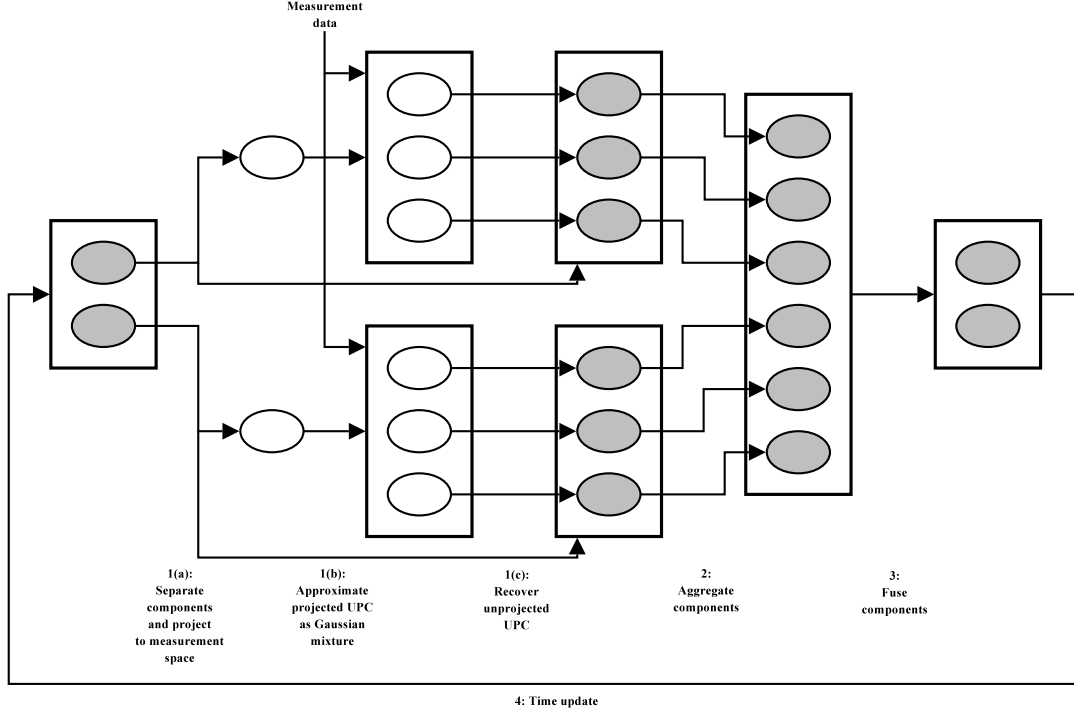 Measurement
data
1(a):
Separate
components
and project
to measurement
space
1(b):
Approximate
projected UPC
as Gaussian
mixture
1(c):
Recover
unprojected
UPC
2:
Aggregate
components
3:
Fuse
components
4: Time update